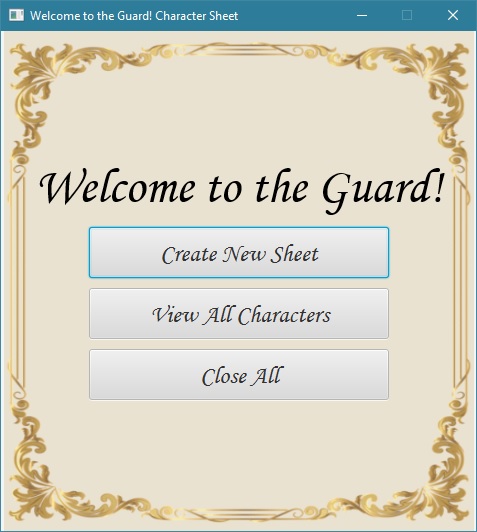 Welcome to the Guard! Character Sheet
Welcome to the Guard!
Create New Sheet
View All Characters
Close All